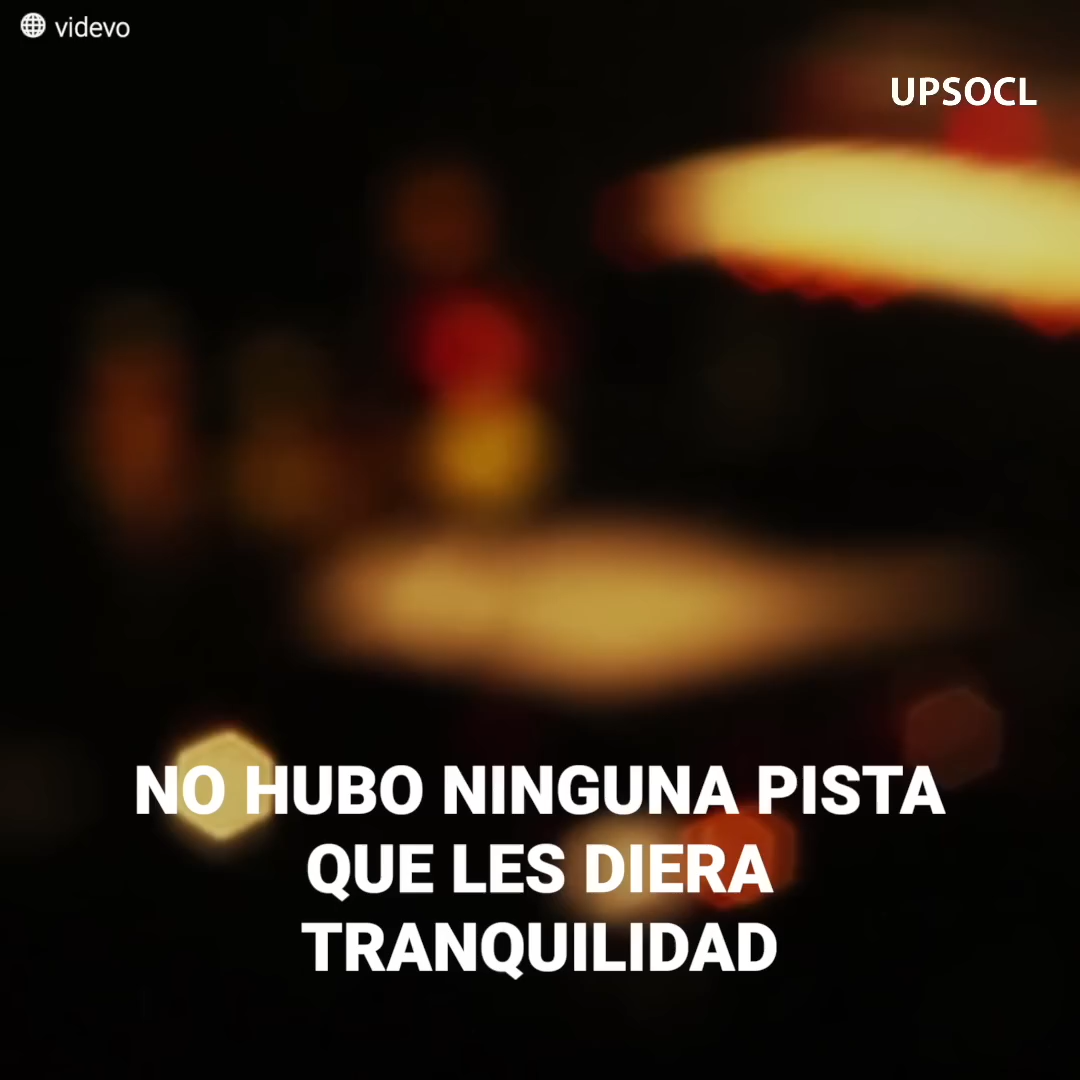 videvo
UPSOCL
NO HUBO NINGUNA PISTA
QUE LES DIERA
TRANQUILIDAD